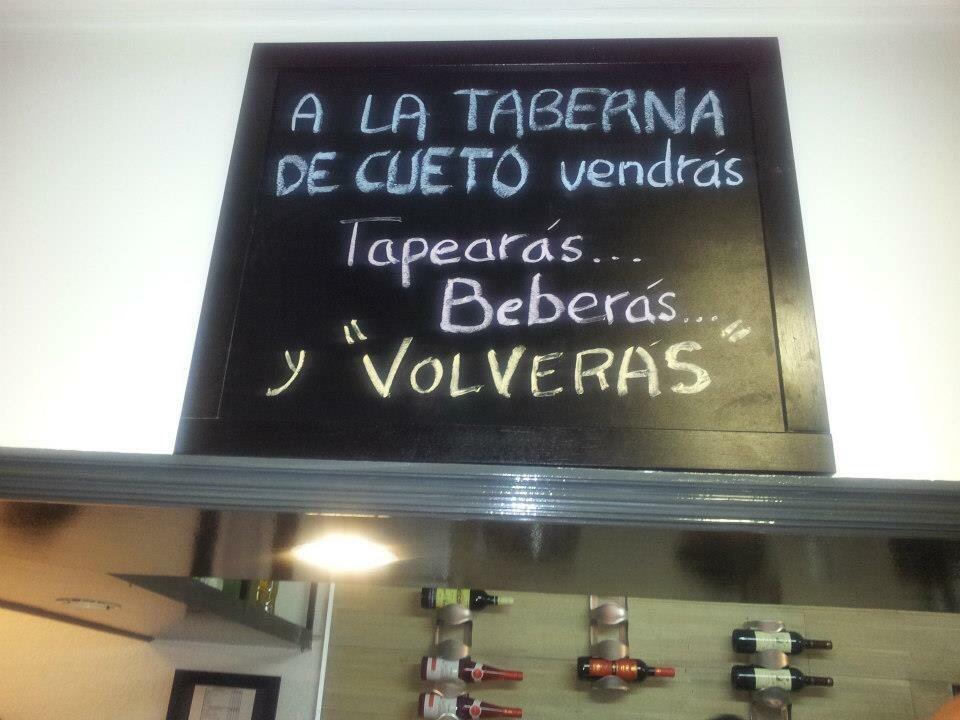 A LA TABERNA
DE CUETO vendrás
Tapearás...
Beberás...
y "VOLVERÁS"